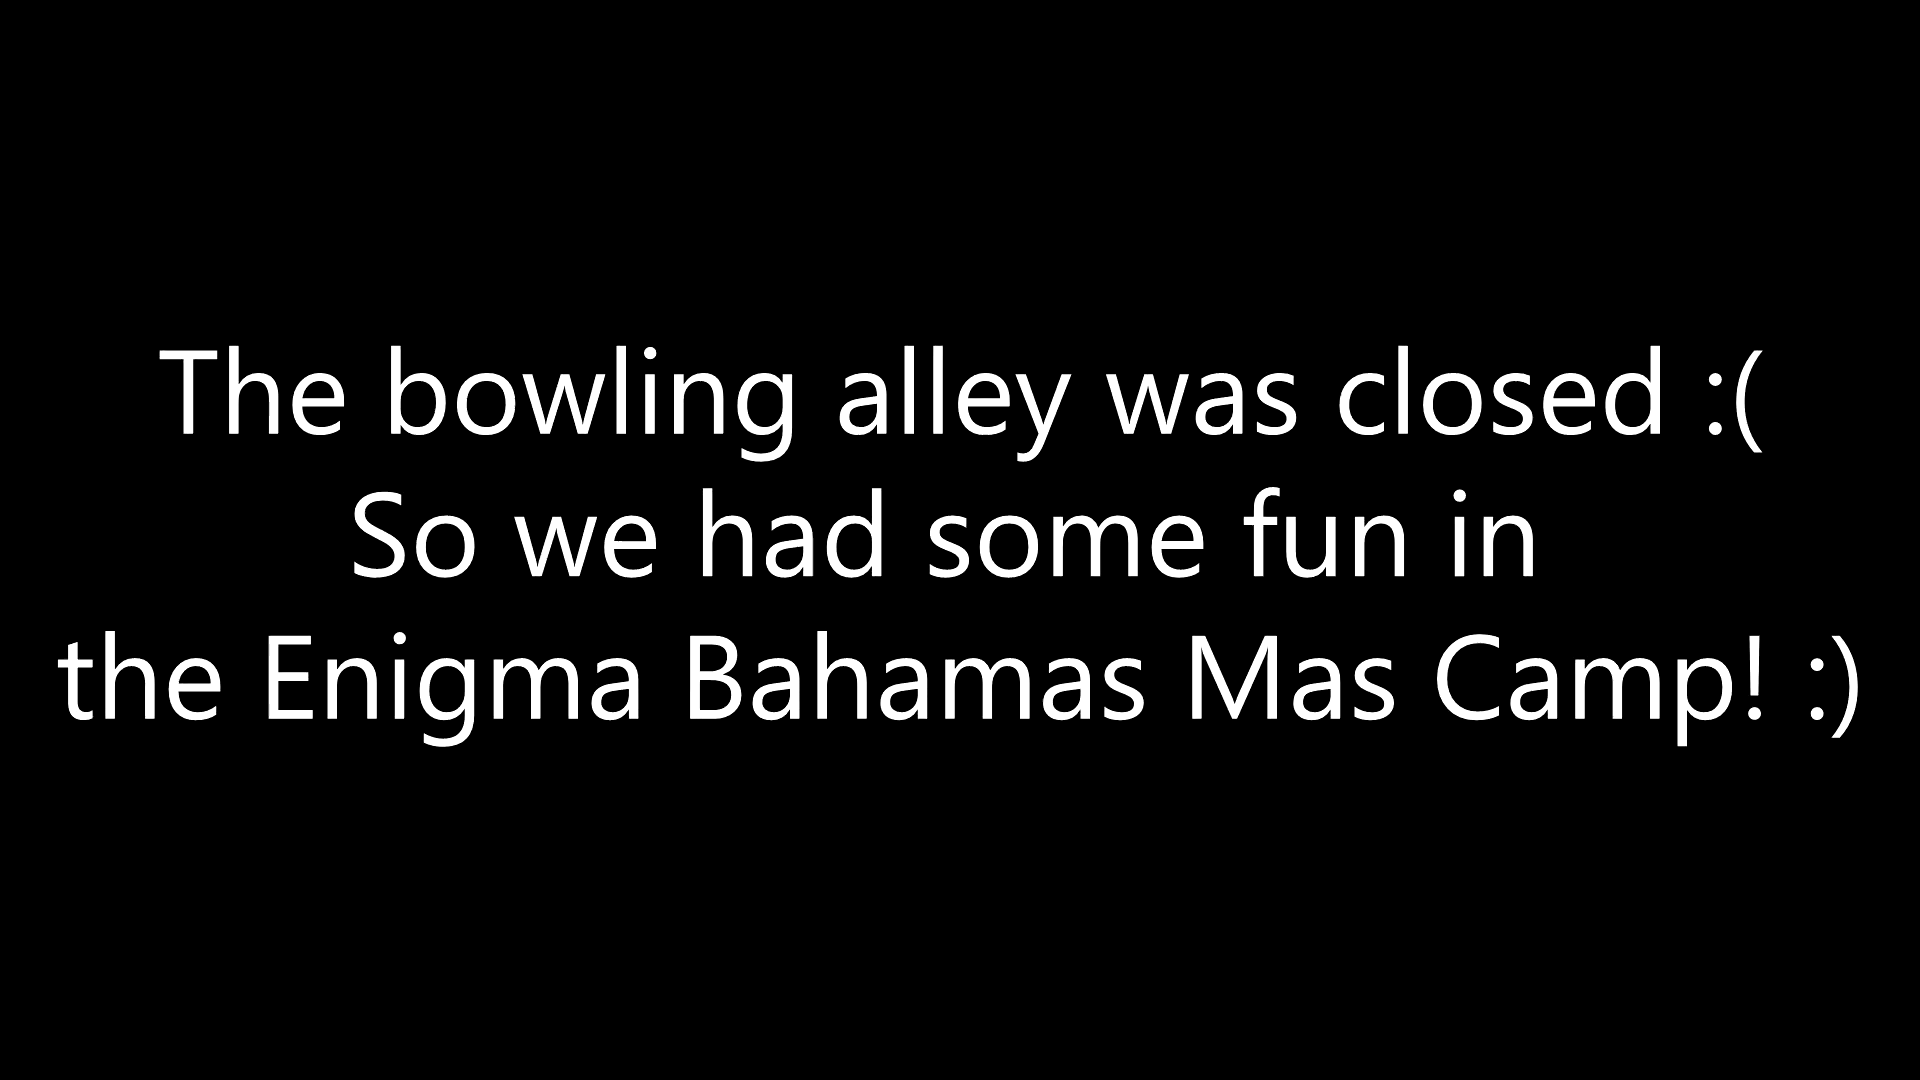 The bowling alley was closed :(
So we had some fun in
the Enigma Bahamas Mas Camp! :)